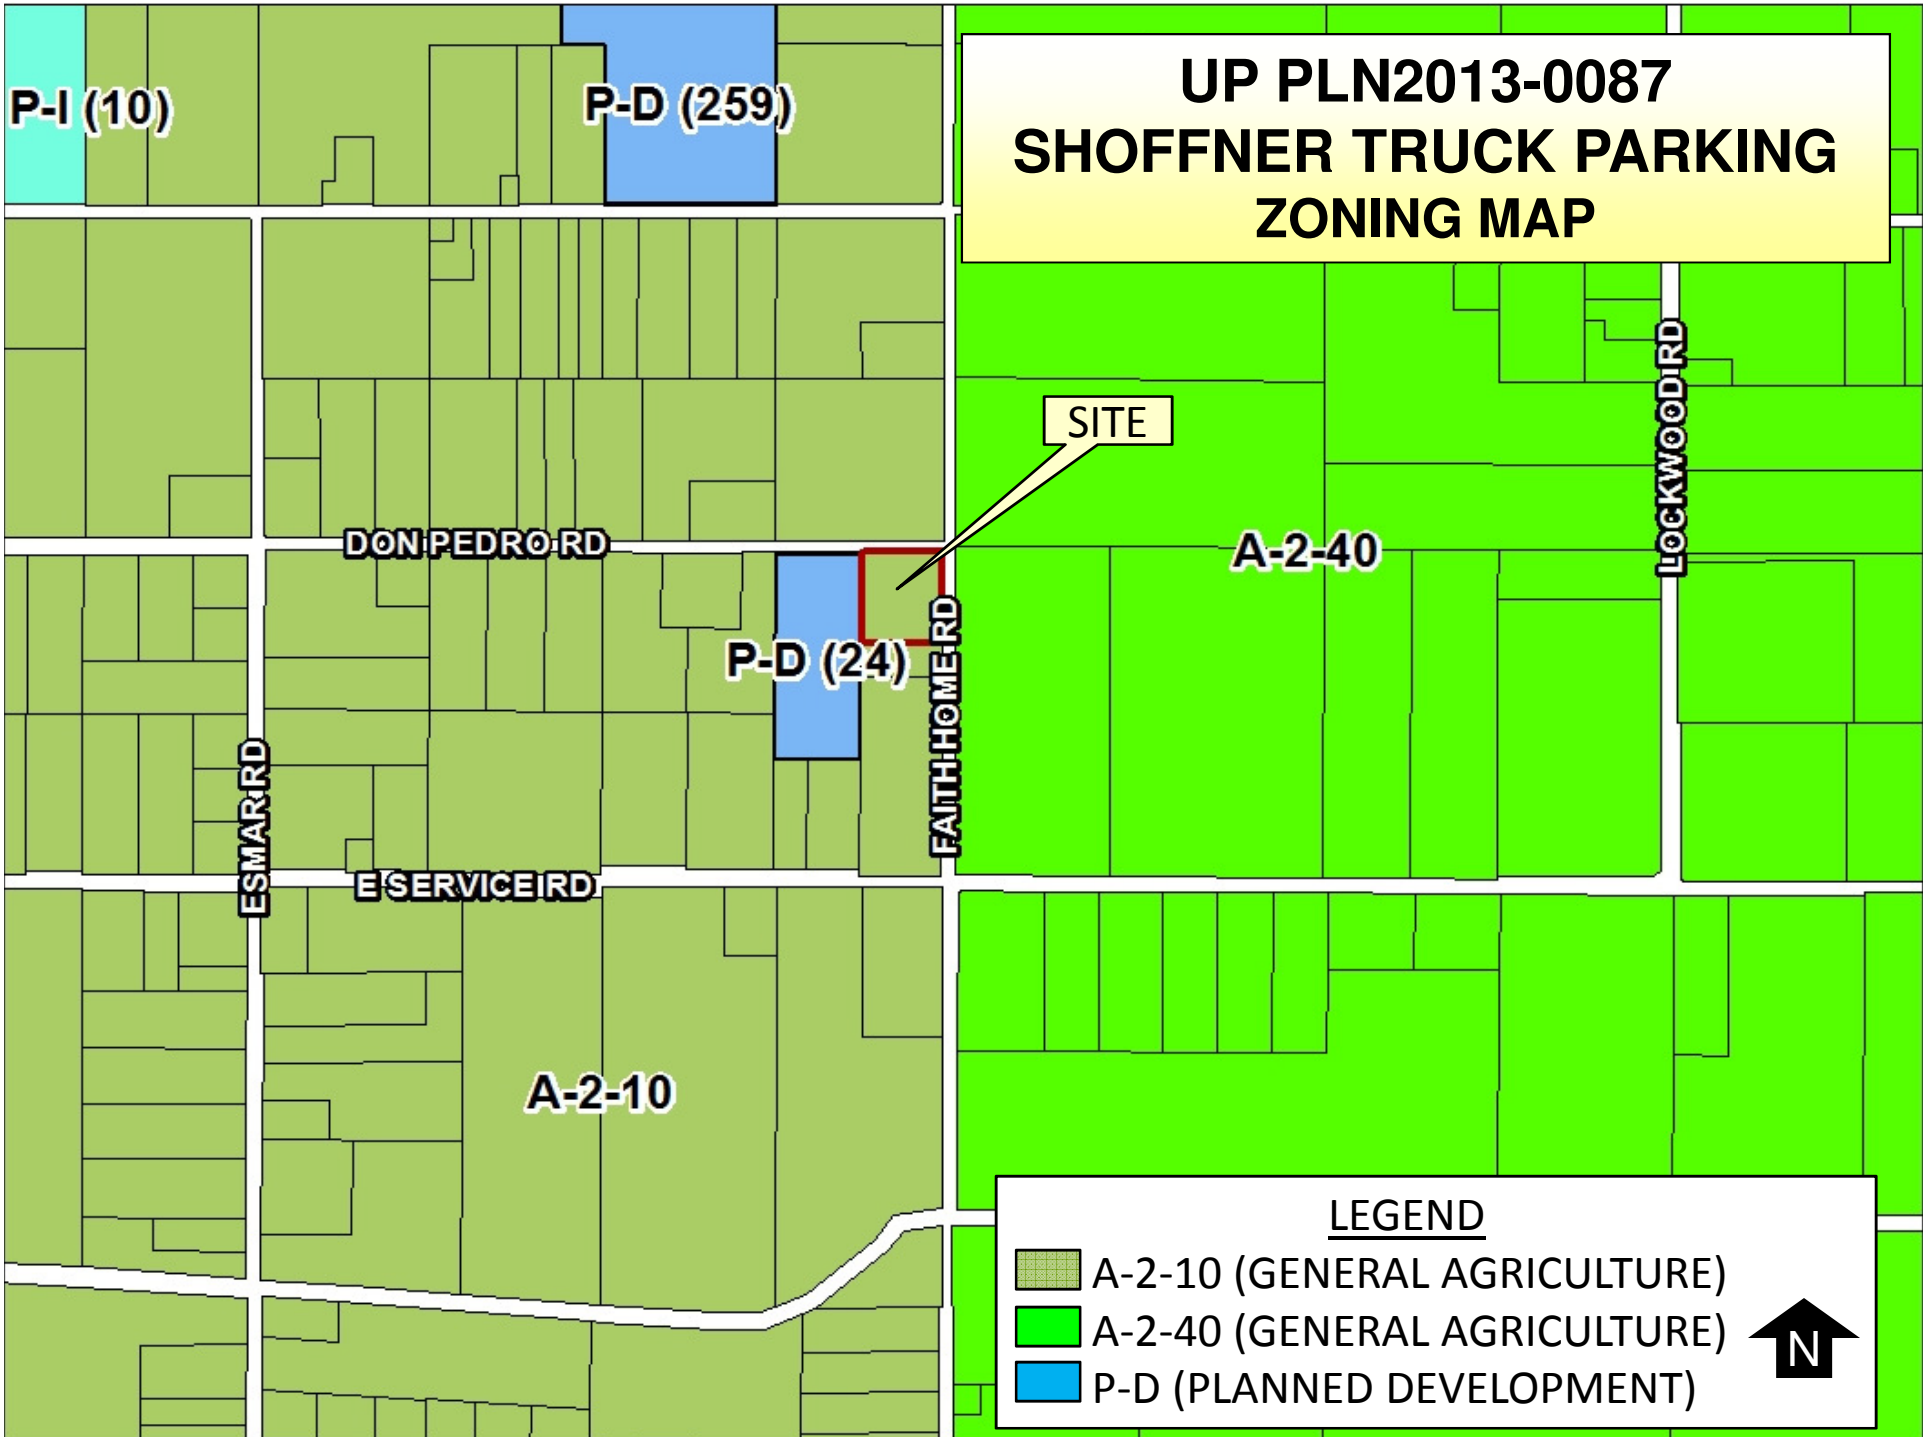 UP PLN2013-0087
SHOFFNER TRUCK PARKING
ZONING MAP
P-I (10)
P-D (259)
SITE
LOCKWOOD RD
DON PEDRO RD
A-2-40
P-D (24)
FAITH HOME RD
ESMAR RD
E SERVICE RD
A-2-10
LEGEND
A-2-10 (GENERAL AGRICULTURE)
A-2-40 (GENERAL AGRICULTURE)
P-D (PLANNED DEVELOPMENT)
N